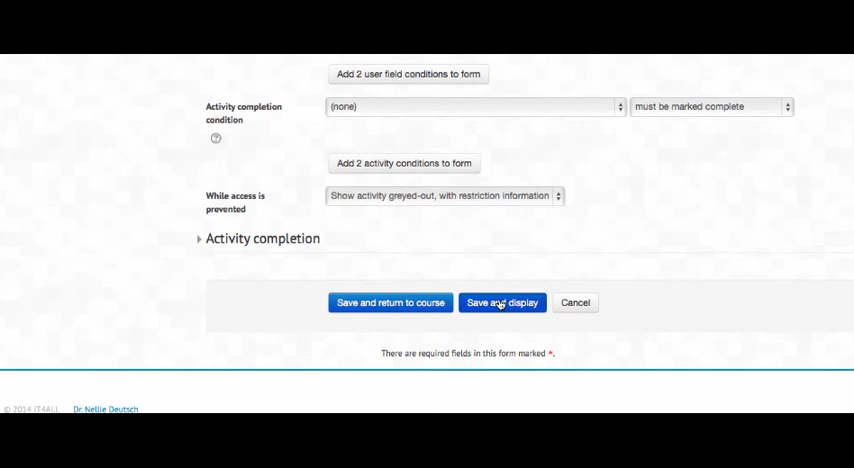 Add 2 user field conditions to form
Activity completion condition
(none)
must be marked complete
Add 2 activity conditions to form
While access is prevented
Show activity greyed-out, with restriction information
Activity completion
Save and return to course
Save and display
Cancel
There are required fields in this form marked *.
© 2014 IT4ALL Dr. Nellie Deutsch